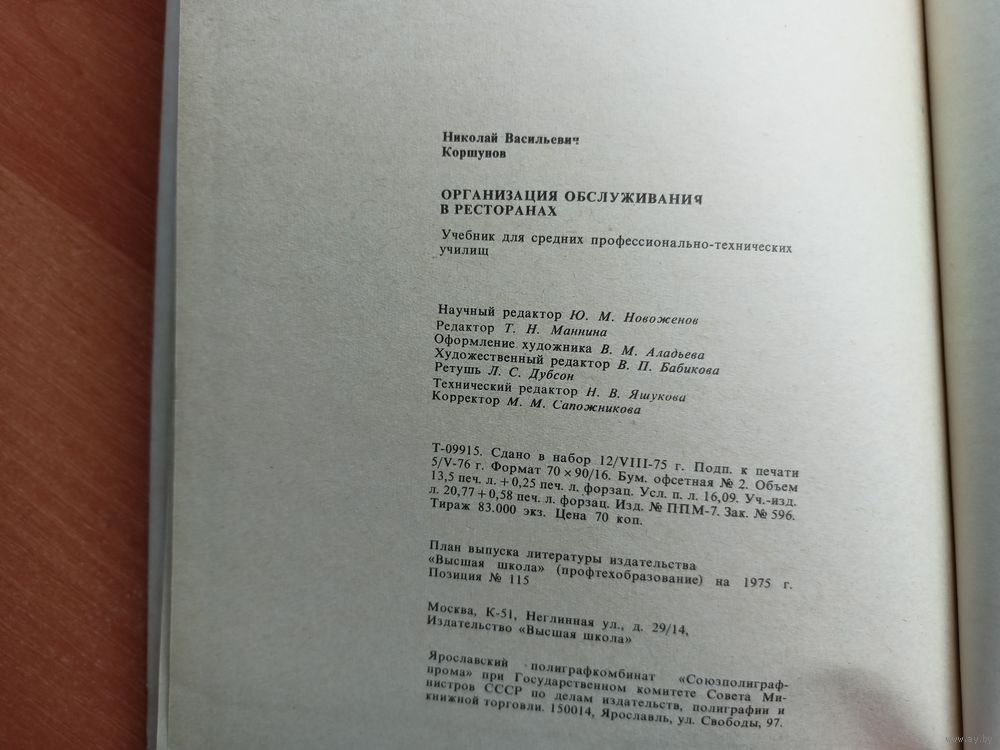 Николай Васильевич
Коршунов
ОРГАНИЗАЦИЯ ОБСЛУЖИВАНИЯ
В РЕСТОРАНАХ
Учебник для средних профессионально-технических
училищ
Научный редактор Ю. М. Новоженов
Редактор Т. Н. Маннина
Оформление художника В. М. Аладьева
Художественный редактор В. П. Бабикова
Ретушь Л. С. Дубсон
Технический редактор Н. В. Яшукова
Корректор М. М. Сапожникова
Т-09915. Сдано в набор 12/VIII-75 г. Подп. к печати
5/V-76 г. Формат 70 × 90/16. Бум. офсетная № 2. Объем
13,5 печ. л. + 0,25 печ. л. форзац. Усл. п. л. 16,09. Уч.-изд.
л. 20,77 + 0,58 печ. л. форзац. Изд. № ППМ-7. Зак. № 596.
Тираж 83.000 экз. Цена 70 коп.
План выпуска литературы издательства
«Высшая школа» (профтехобразование) на 1975 г.
Позиция № 115
Москва, К-51, Неглинная ул., д. 29/14,
Издательство «Высшая школа»
Ярославский полиграфкомбинат «Союзполиграф-
прома» при Государственном комитете Совета Ми-
нистров СССР по делам издательств, полиграфии и
книжной торговли. 150014, Ярославль, ул. Свободы, 97.
www.ay.by